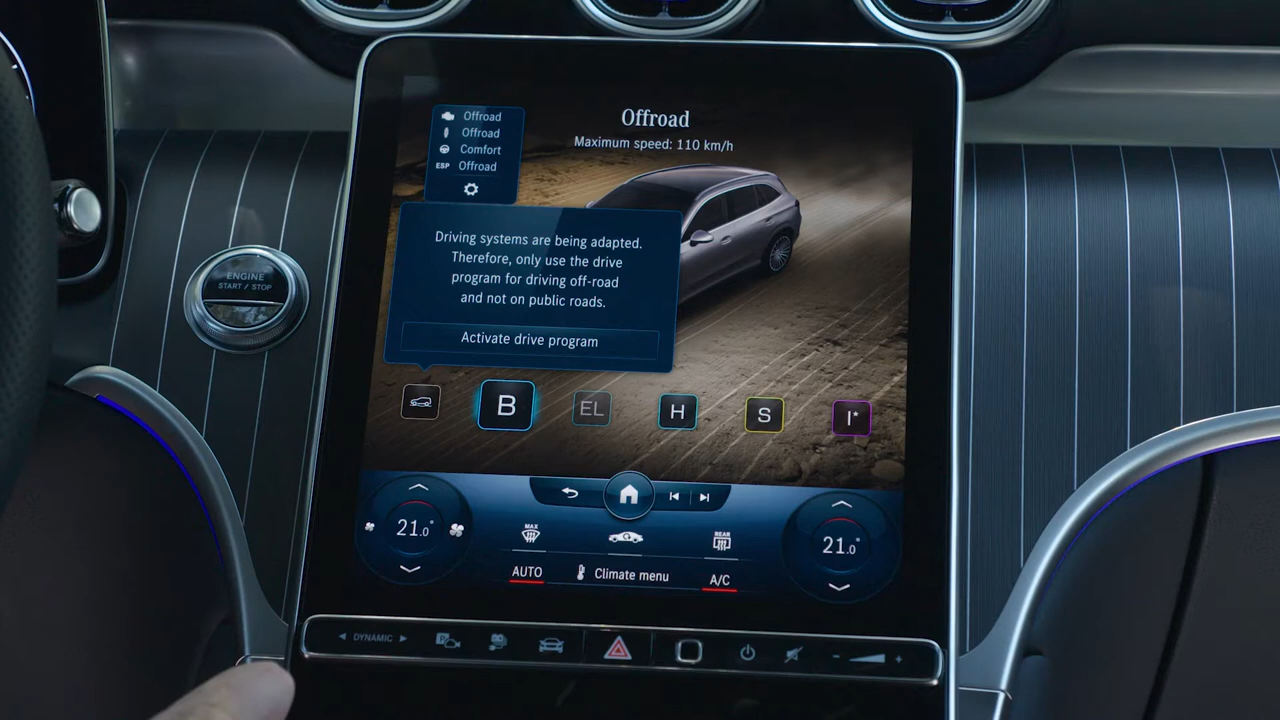 Offroad
Maximum speed: 110 km/h
Offroad
Offroad
Comfort
ESP Offroad
Driving systems are being adapted.
Therefore, only use the drive
program for driving off-road
and not on public roads.
Activate drive program
ENGINE
START / STOP
B
EL
H
S
I*
21.0°
21.0°
MAX
REAR
AUTO
Climate menu
A/C
DYNAMIC